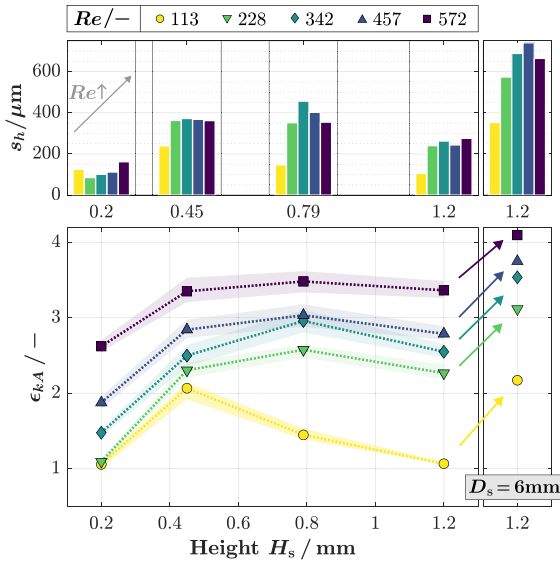 Re/− 113 228 342 457 572
s_h/μm
600
400
200
0
Re↑
0.2 0.45 0.79 1.2 1.2
ϵ_kA / −
4
3
2
1
D_s = 6mm
0.2 0.4 0.6 0.8 1 1.2 1.2
Height H_s / mm